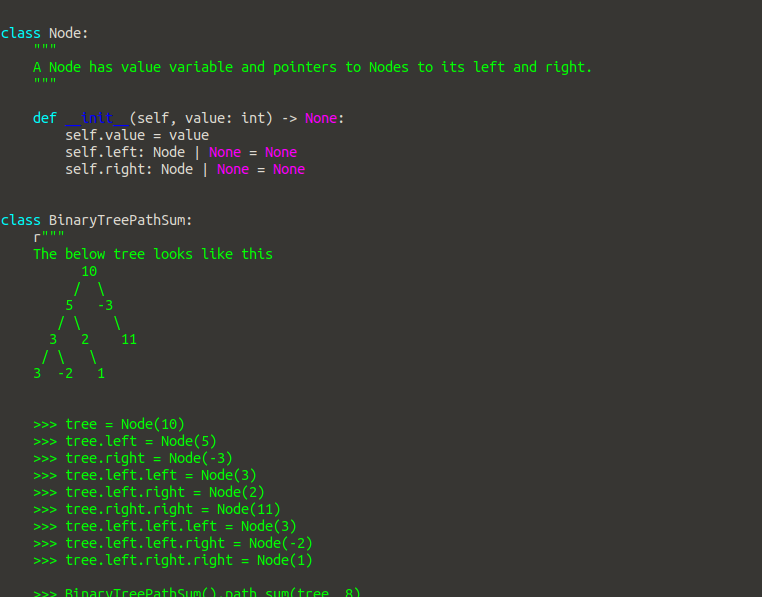 class Node:
    """
    A Node has value variable and pointers to Nodes to its left and right.
    """

    def __init__(self, value: int) -> None:
        self.value = value
        self.left: Node | None = None
        self.right: Node | None = None


class BinaryTreePathSum:
    r"""
    The below tree looks like this
          10
         /  \
        5   -3
       / \    \
      3   2    11
     / \   \
    3  -2   1


    >>> tree = Node(10)
    >>> tree.left = Node(5)
    >>> tree.right = Node(-3)
    >>> tree.left.left = Node(3)
    >>> tree.left.right = Node(2)
    >>> tree.right.right = Node(11)
    >>> tree.left.left.left = Node(3)
    >>> tree.left.left.right = Node(-2)
    >>> tree.left.right.right = Node(1)

    >>> BinaryTreePathSum().path_sum(tree, 8)